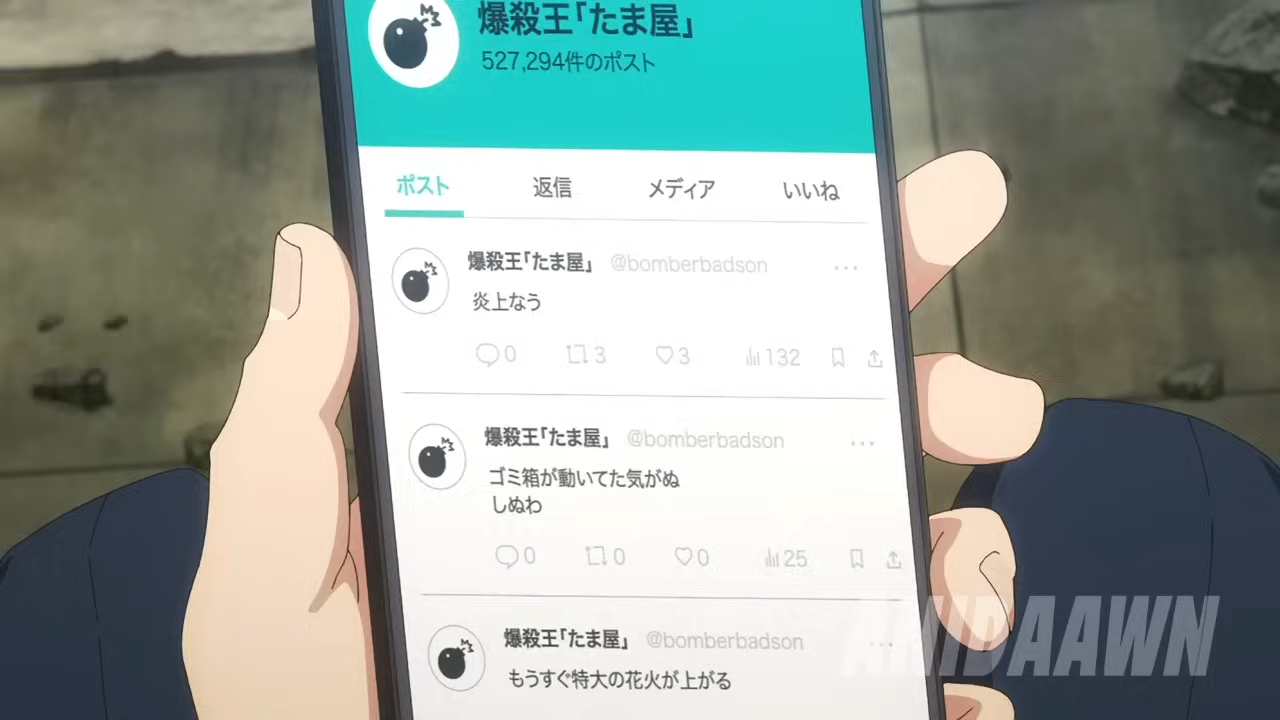 爆殺王「たま屋」
527,294件のポスト
ポスト 返信 メディア いいね
爆殺王「たま屋」 @bomberbadson ...
炎上なう
0 3 3 132
爆殺王「たま屋」 @bomberbadson ...
ゴミ箱が動いてた気がぬ
しぬわ
0 0 0 25
爆殺王「たま屋」 @bomberbadson ...
もうすぐ特大の花火が上がる
AMIDAAWN